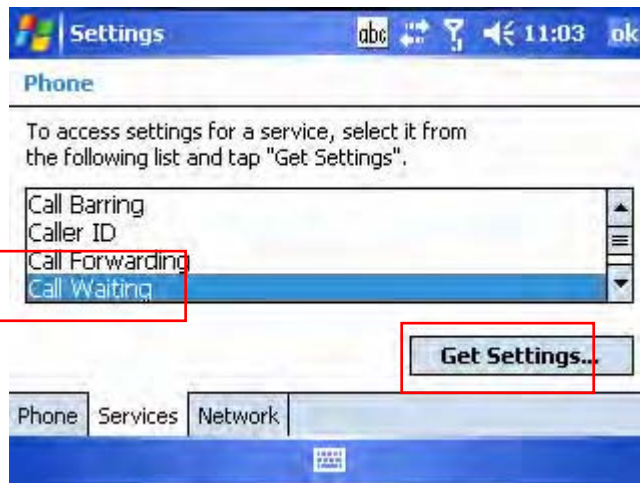 Settings abc 11:03 ok
Phone
To access settings for a service, select it from
the following list and tap "Get Settings".
Call Barring
Caller ID
Call Forwarding
Call Waiting
Get Settings...
Phone Services Network